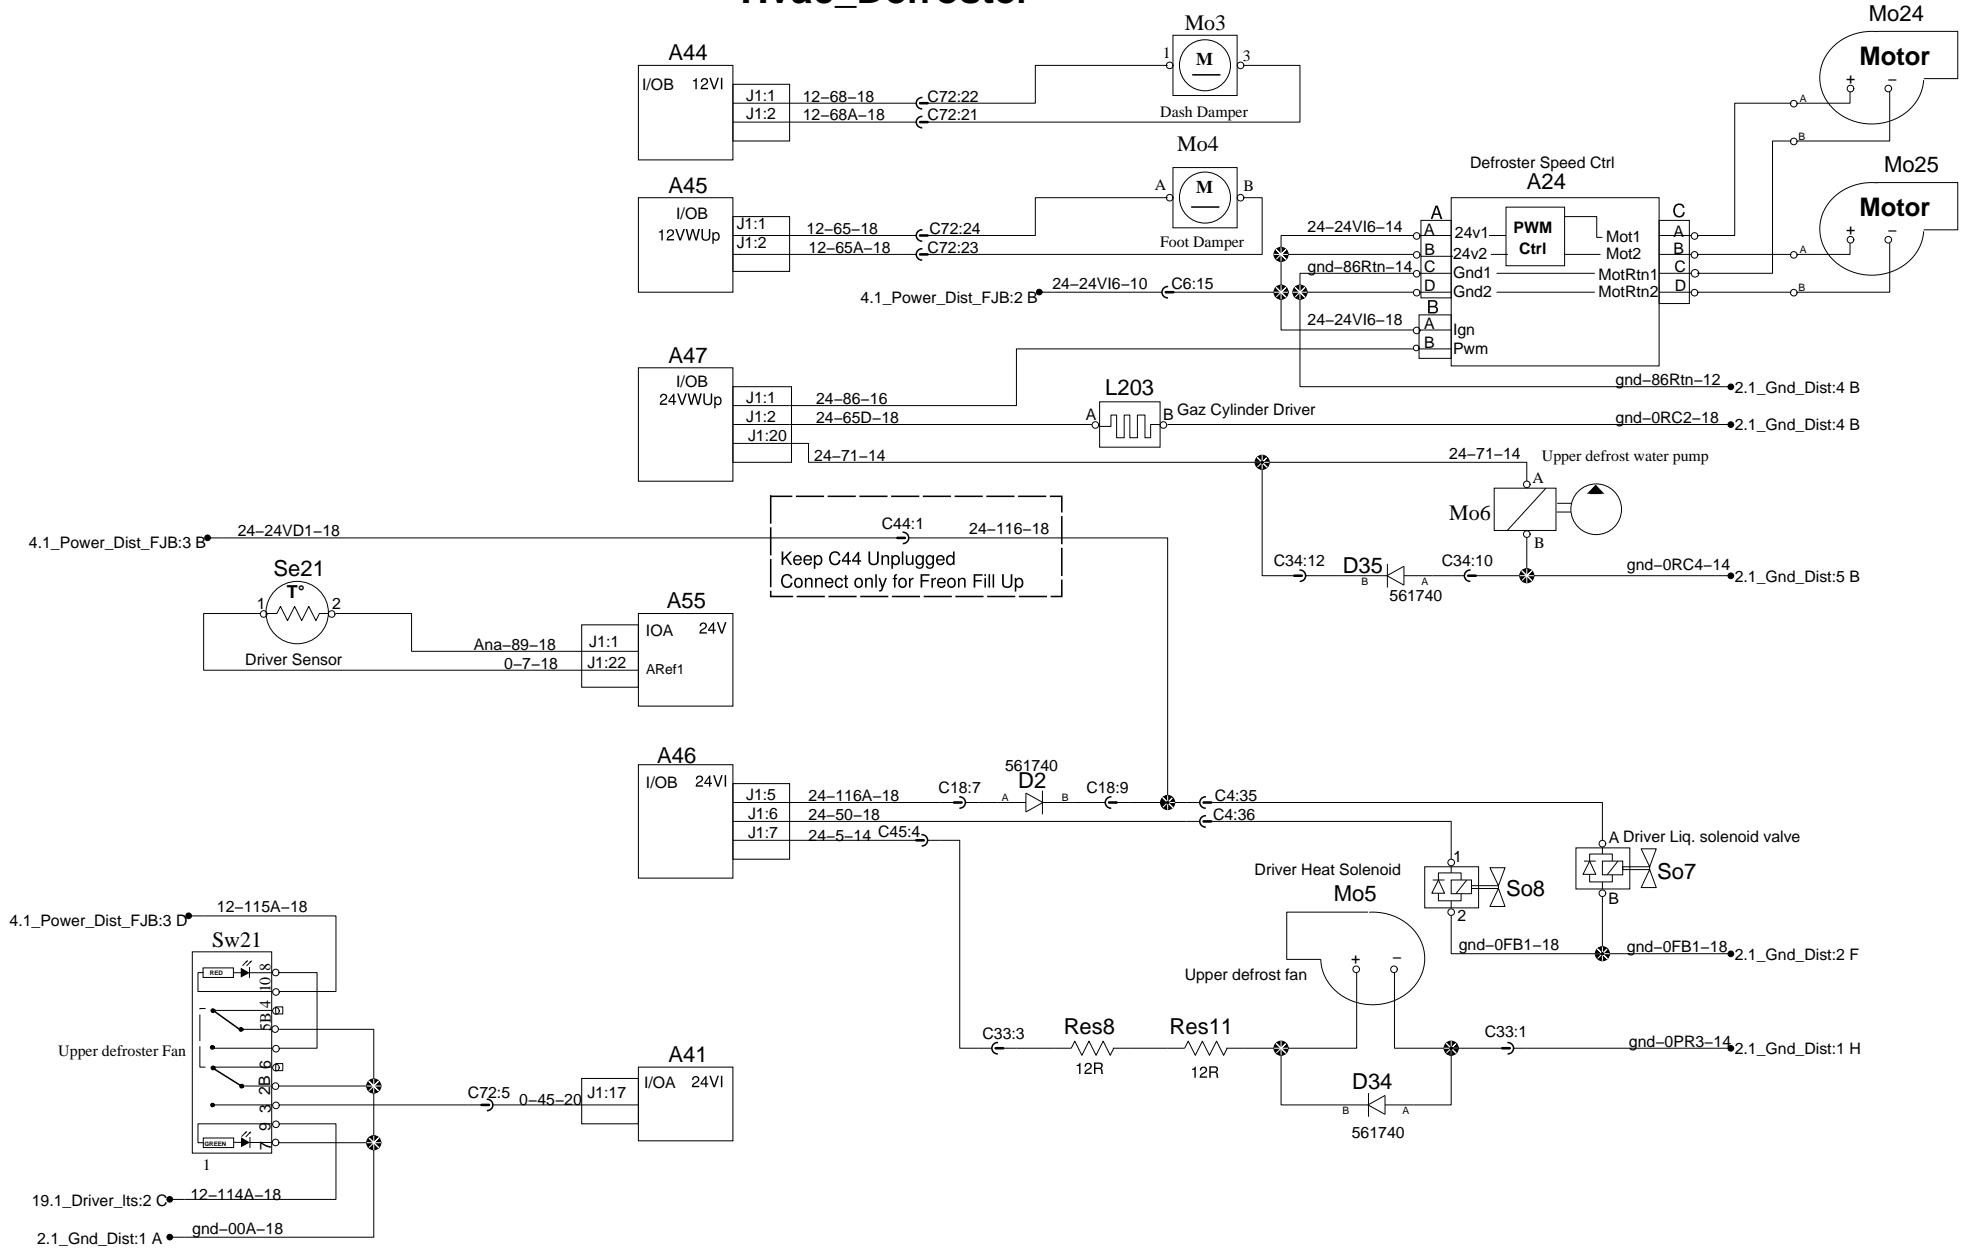 Hvac_Defroster
A44
I/OB 12VI
J1:1 12–68–18 C72:22
J1:2 12–68A–18 C72:21
Mo3
1 M 3
Dash Damper
A45
I/OB
12VWUp
J1:1 12–65–18 C72:24
J1:2 12–65A–18 C72:23
Mo4
A M B
Foot Damper
4.1_Power_Dist_FJB:2 B 24–24VI6–10 C6:15
Defroster Speed Ctrl
A24
A
24–24VI6–14 A 24v1
B 24v2
gnd–86Rtn–14 C Gnd1
D Gnd2
B
24–24VI6–18 A Ign
B Pwm
PWM
Ctrl
C
Mot1 A
Mot2 B
MotRtn1 C
MotRtn2 D
Mo24
Motor
+ –
A
B
Mo25
Motor
+ –
A
B
gnd–86Rtn–12 2.1_Gnd_Dist:4 B
A47
I/OB
24VWUp
J1:1 24–86–16
J1:2 24–65D–18
J1:20
24–71–14
L203
A B Gaz Cylinder Driver
gnd–0RC2–18 2.1_Gnd_Dist:4 B
24–71–14 Upper defrost water pump
A
Mo6
B
C34:12 D35 C34:10
B A
561740
gnd–0RC4–14 2.1_Gnd_Dist:5 B
4.1_Power_Dist_FJB:3 B 24–24VD1–18
C44:1 24–116–18
Keep C44 Unplugged
Connect only for Freon Fill Up
Se21
T°
1 2
Driver Sensor
A55
IOA 24V
Ana–89–18 J1:1
0–7–18 J1:22 ARef1
A46
I/OB 24VI
J1:5 24–116A–18 C18:7
561740
D2
A B
C18:9 C4:35
J1:6 24–50–18 C4:36
J1:7 24–5–14 C45:4
A Driver Liq. solenoid valve
So7
B
1
So8
2
Driver Heat Solenoid
Mo5
+ –
Upper defrost fan
gnd–0FB1–18 gnd–0FB1–18 2.1_Gnd_Dist:2 F
C33:3 Res8 Res11 C33:1
12R 12R
gnd–0PR3–14 2.1_Gnd_Dist:1 H
D34
B A
561740
4.1_Power_Dist_FJB:3 D 12–115A–18
Sw21
RED
8
10
4
5B
6
2B
3
9
7
GREEN
1
Upper defroster Fan
A41
I/OA 24VI
C72:5 0–45–20 J1:17
19.1_Driver_lts:2 C 12–114A–18
2.1_Gnd_Dist:1 A gnd–00A–18